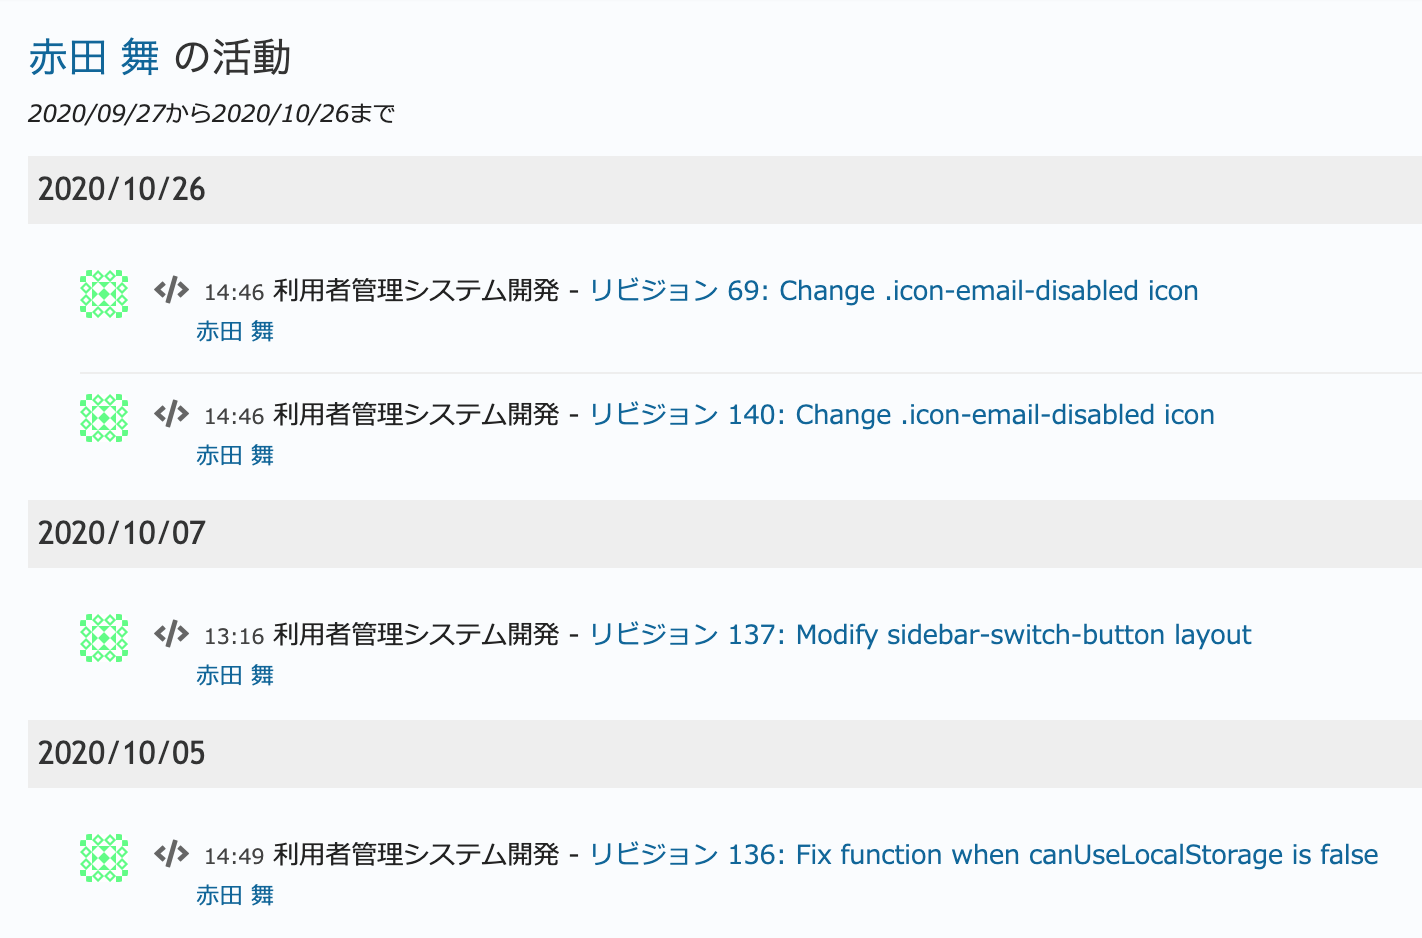 赤田 舞 の活動
2020/09/27から2020/10/26まで
2020/10/26
14:46 利用者管理システム開発 - リビジョン 69: Change .icon-email-disabled icon
赤田 舞
14:46 利用者管理システム開発 - リビジョン 140: Change .icon-email-disabled icon
赤田 舞
2020/10/07
13:16 利用者管理システム開発 - リビジョン 137: Modify sidebar-switch-button layout
赤田 舞
2020/10/05
14:49 利用者管理システム開発 - リビジョン 136: Fix function when canUseLocalStorage is false
赤田 舞